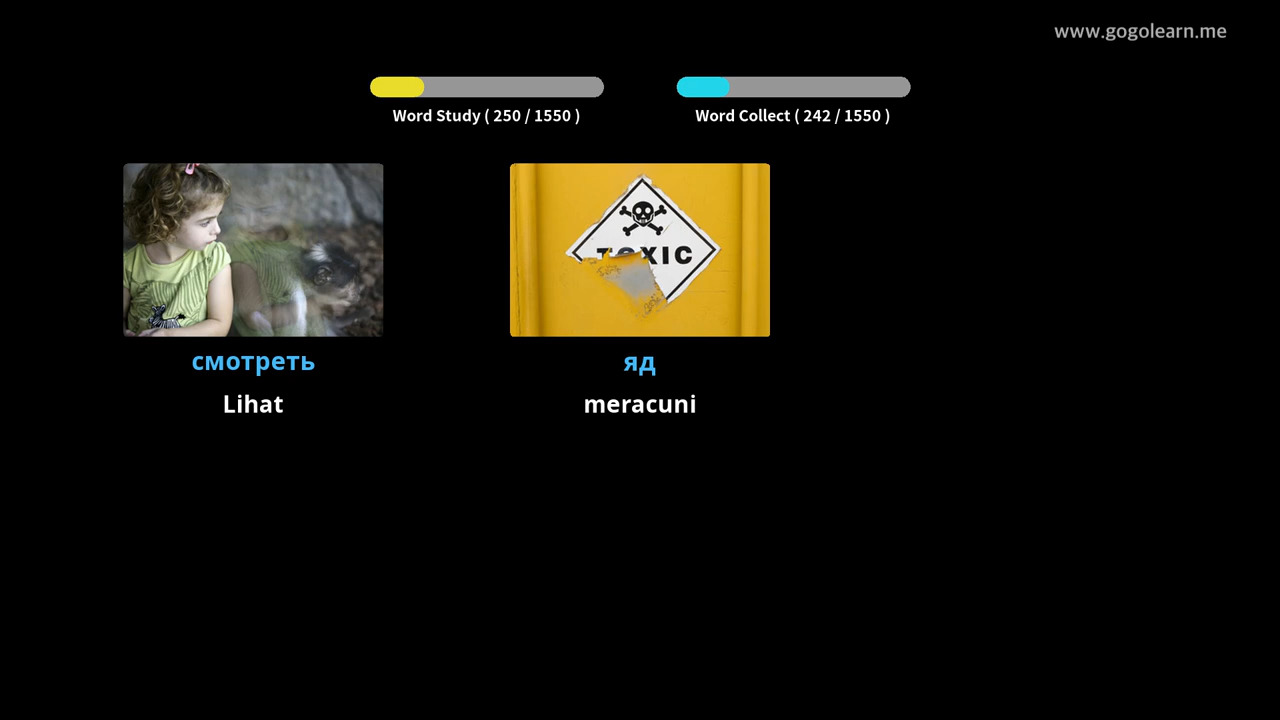 www.gogolearn.me
Word Study ( 250 / 1550 )
Word Collect ( 242 / 1550 )
TOXIC
смотреть
яд
Lihat
meracuni